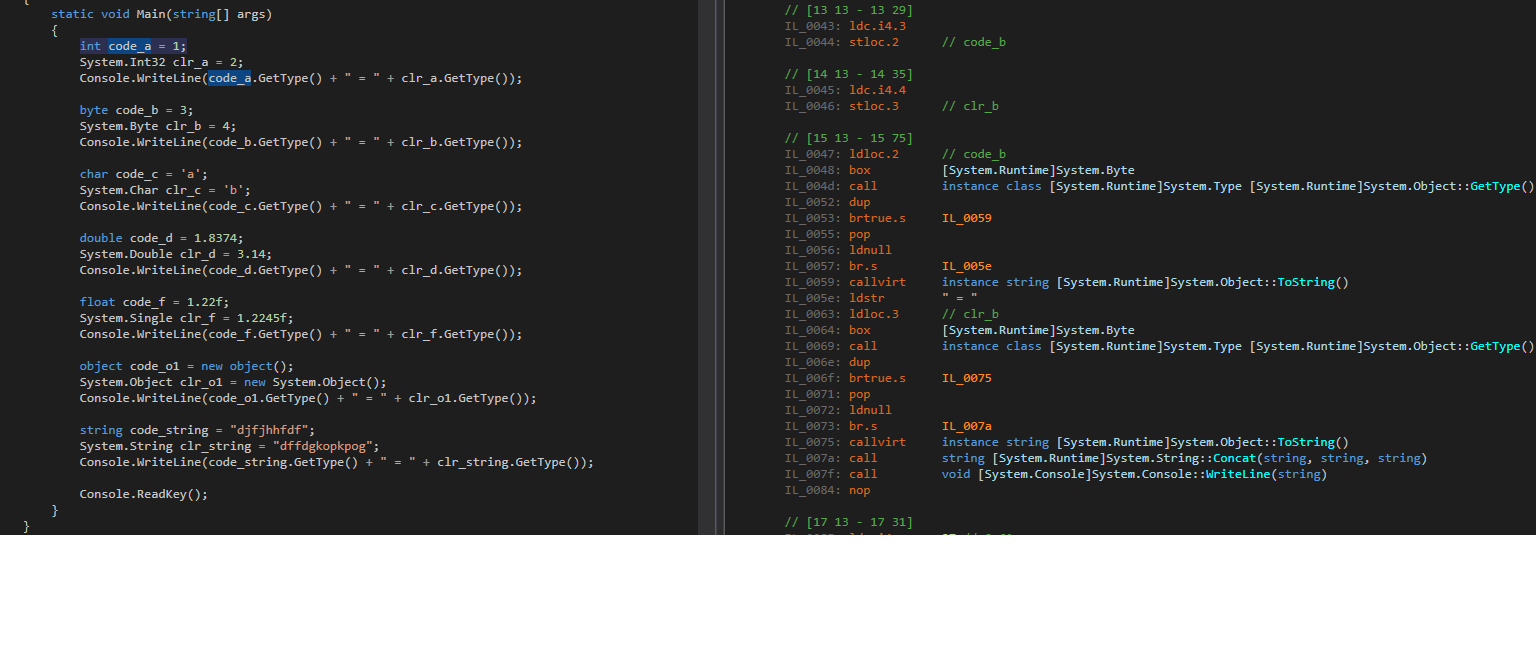 {
static void Main(string[] args)
{
int code_a = 1;
System.Int32 clr_a = 2;
Console.WriteLine(code_a.GetType() + " = " + clr_a.GetType());
byte code_b = 3;
System.Byte clr_b = 4;
Console.WriteLine(code_b.GetType() + " = " + clr_b.GetType());
char code_c = 'a';
System.Char clr_c = 'b';
Console.WriteLine(code_c.GetType() + " = " + clr_c.GetType());
double code_d = 1.8374;
System.Double clr_d = 3.14;
Console.WriteLine(code_d.GetType() + " = " + clr_d.GetType());
float code_f = 1.22f;
System.Single clr_f = 1.2245f;
Console.WriteLine(code_f.GetType() + " = " + clr_f.GetType());
object code_o1 = new object();
System.Object clr_o1 = new System.Object();
Console.WriteLine(code_o1.GetType() + " = " + clr_o1.GetType());
string code_string = "djfjhhfdf";
System.String clr_string = "dffdgkopkpog";
Console.WriteLine(code_string.GetType() + " = " + clr_string.GetType());
Console.ReadKey();
}
}
// [13 13 - 13 29]
IL_0043: ldc.i4.3
IL_0044: stloc.2 // code_b
// [14 13 - 14 35]
IL_0045: ldc.i4.4
IL_0046: stloc.3 // clr_b
// [15 13 - 15 75]
IL_0047: ldloc.2 // code_b
IL_0048: box [System.Runtime]System.Byte
IL_004d: call instance class [System.Runtime]System.Type [System.Runtime]System.Object::GetType()
IL_0052: dup
IL_0053: brtrue.s IL_0059
IL_0055: pop
IL_0056: ldnull
IL_0057: br.s IL_005e
IL_0059: callvirt instance string [System.Runtime]System.Object::ToString()
IL_005e: ldstr " = "
IL_0063: ldloc.3 // clr_b
IL_0064: box [System.Runtime]System.Byte
IL_0069: call instance class [System.Runtime]System.Type [System.Runtime]System.Object::GetType()
IL_006e: dup
IL_006f: brtrue.s IL_0075
IL_0071: pop
IL_0072: ldnull
IL_0073: br.s IL_007a
IL_0075: callvirt instance string [System.Runtime]System.Object::ToString()
IL_007a: call string [System.Runtime]System.String::Concat(string, string, string)
IL_007f: call void [System.Console]System.Console::WriteLine(string)
IL_0084: nop
// [17 13 - 17 31]